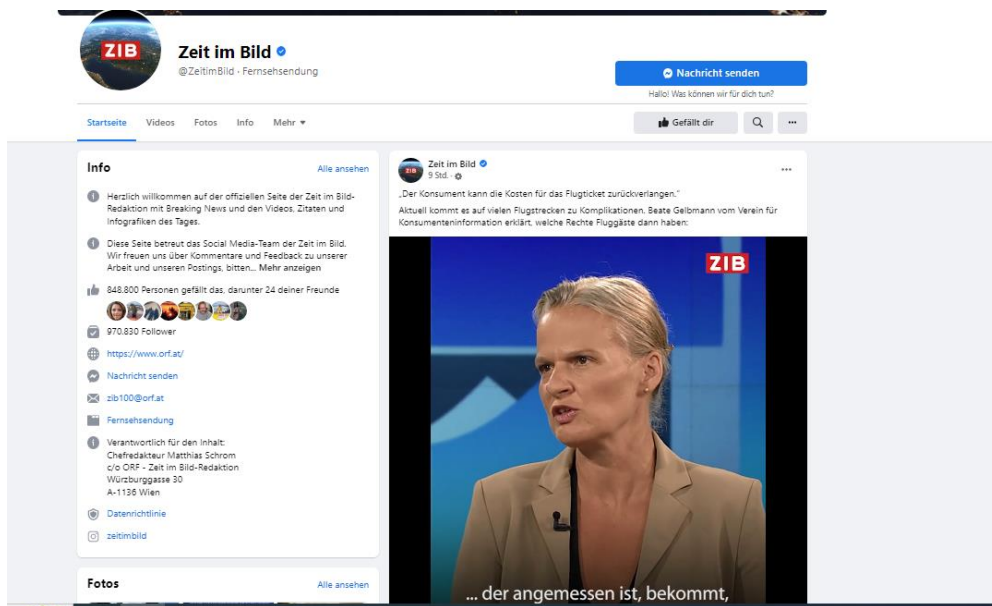 ZIB
Zeit im Bild
@ZeitimBild · Fernsehsendung
Nachricht senden
Hallo! Was können wir für dich tun?
Startseite
Videos
Fotos
Info
Mehr
Gefällt dir
Info
Alle ansehen
Herzlich willkommen auf der offiziellen Seite der Zeit im Bild-
Redaktion mit Breaking News und den Videos, Zitaten und
Infografiken des Tages.
Diese Seite betreut das Social Media-Team der Zeit im Bild.
Wir freuen uns über Kommentare und Feedback zu unserer
Arbeit und unseren Postings, bitten... Mehr anzeigen
848.800 Personen gefällt das, darunter 24 deiner Freunde
970.830 Follower
https://www.orf.at/
Nachricht senden
zib100@orf.at
Fernsehsendung
Verantwortlich für den Inhalt:
Chefredakteur Matthias Schrom
c/o ORF - Zeit im Bild-Redaktion
Würzburggasse 30
A-1136 Wien
Datenrichtlinie
zeitimbild
Fotos
Alle ansehen
ZIB
Zeit im Bild
9 Std. ·
„Der Konsument kann die Kosten für das Flugticket zurückverlangen."
Aktuell kommt es auf vielen Flugstrecken zu Komplikationen. Beate Gelbmann vom Verein für
Konsumenteninformation erklärt, welche Rechte Fluggäste dann haben:
ZIB
... der angemessen ist, bekommt,